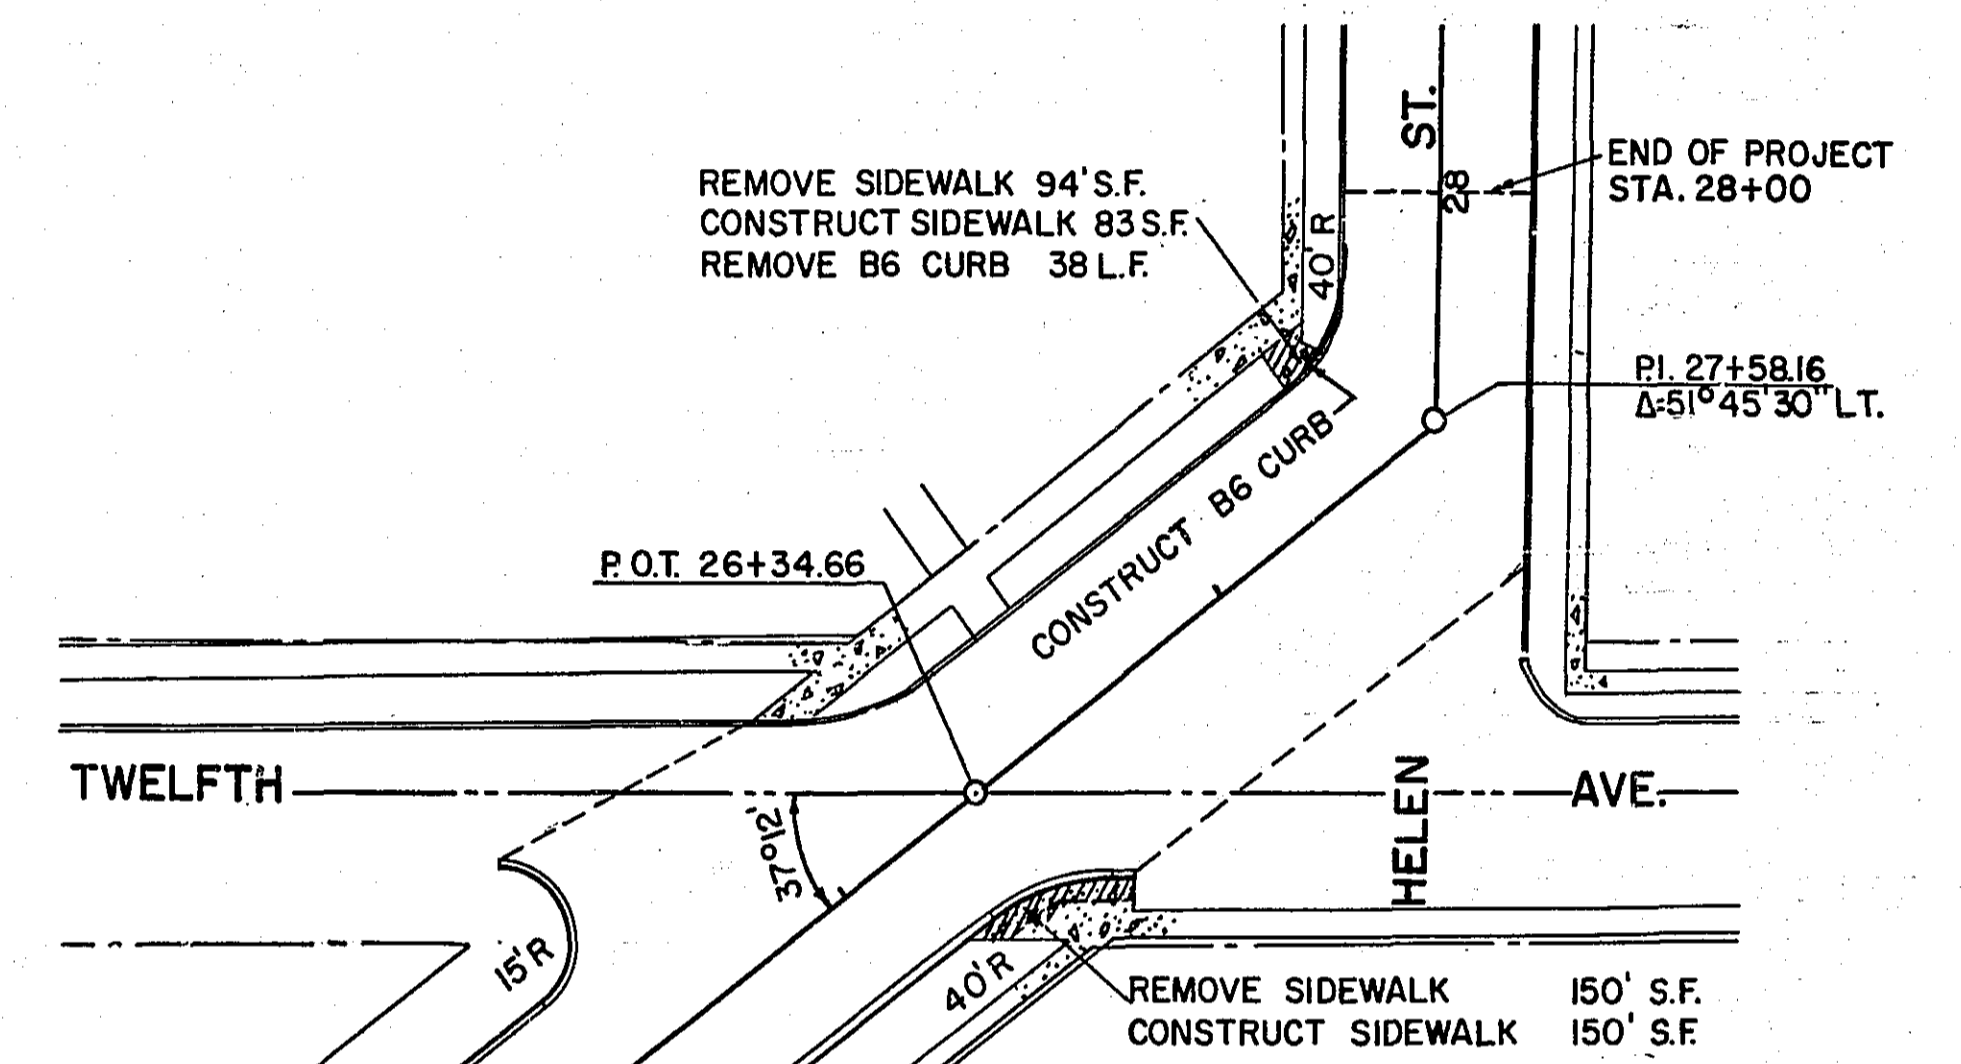 ST.
END OF PROJECT
STA. 28+00
28
REMOVE SIDEWALK 94' S.F.
CONSTRUCT SIDEWALK 83 S.F.
REMOVE B6 CURB 38 L.F.
40' R
P.I. 27+58.16
Δ=51°45'30" LT.
CONSTRUCT B6 CURB
P.O.T. 26+34.66
TWELFTH
AVE.
HELEN
37°12'
15'R
40'R
REMOVE SIDEWALK 150' S.F.
CONSTRUCT SIDEWALK 150' S.F.